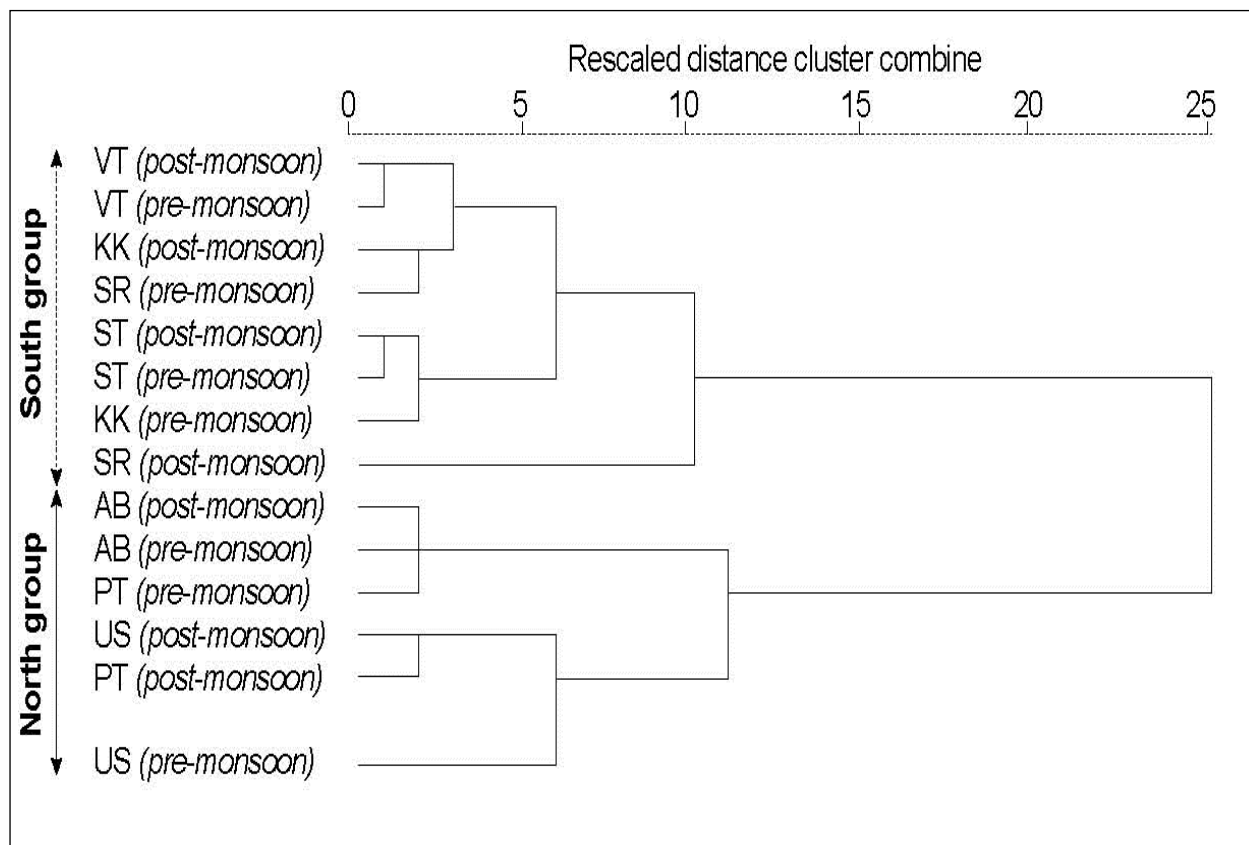 Rescaled distance cluster combine
0 5 10 15 20 25
South group
VT (post-monsoon)
VT (pre-monsoon)
KK (post-monsoon)
SR (pre-monsoon)
ST (post-monsoon)
ST (pre-monsoon)
KK (pre-monsoon)
SR (post-monsoon)
North group
AB (post-monsoon)
AB (pre-monsoon)
PT (pre-monsoon)
US (post-monsoon)
PT (post-monsoon)
US (pre-monsoon)